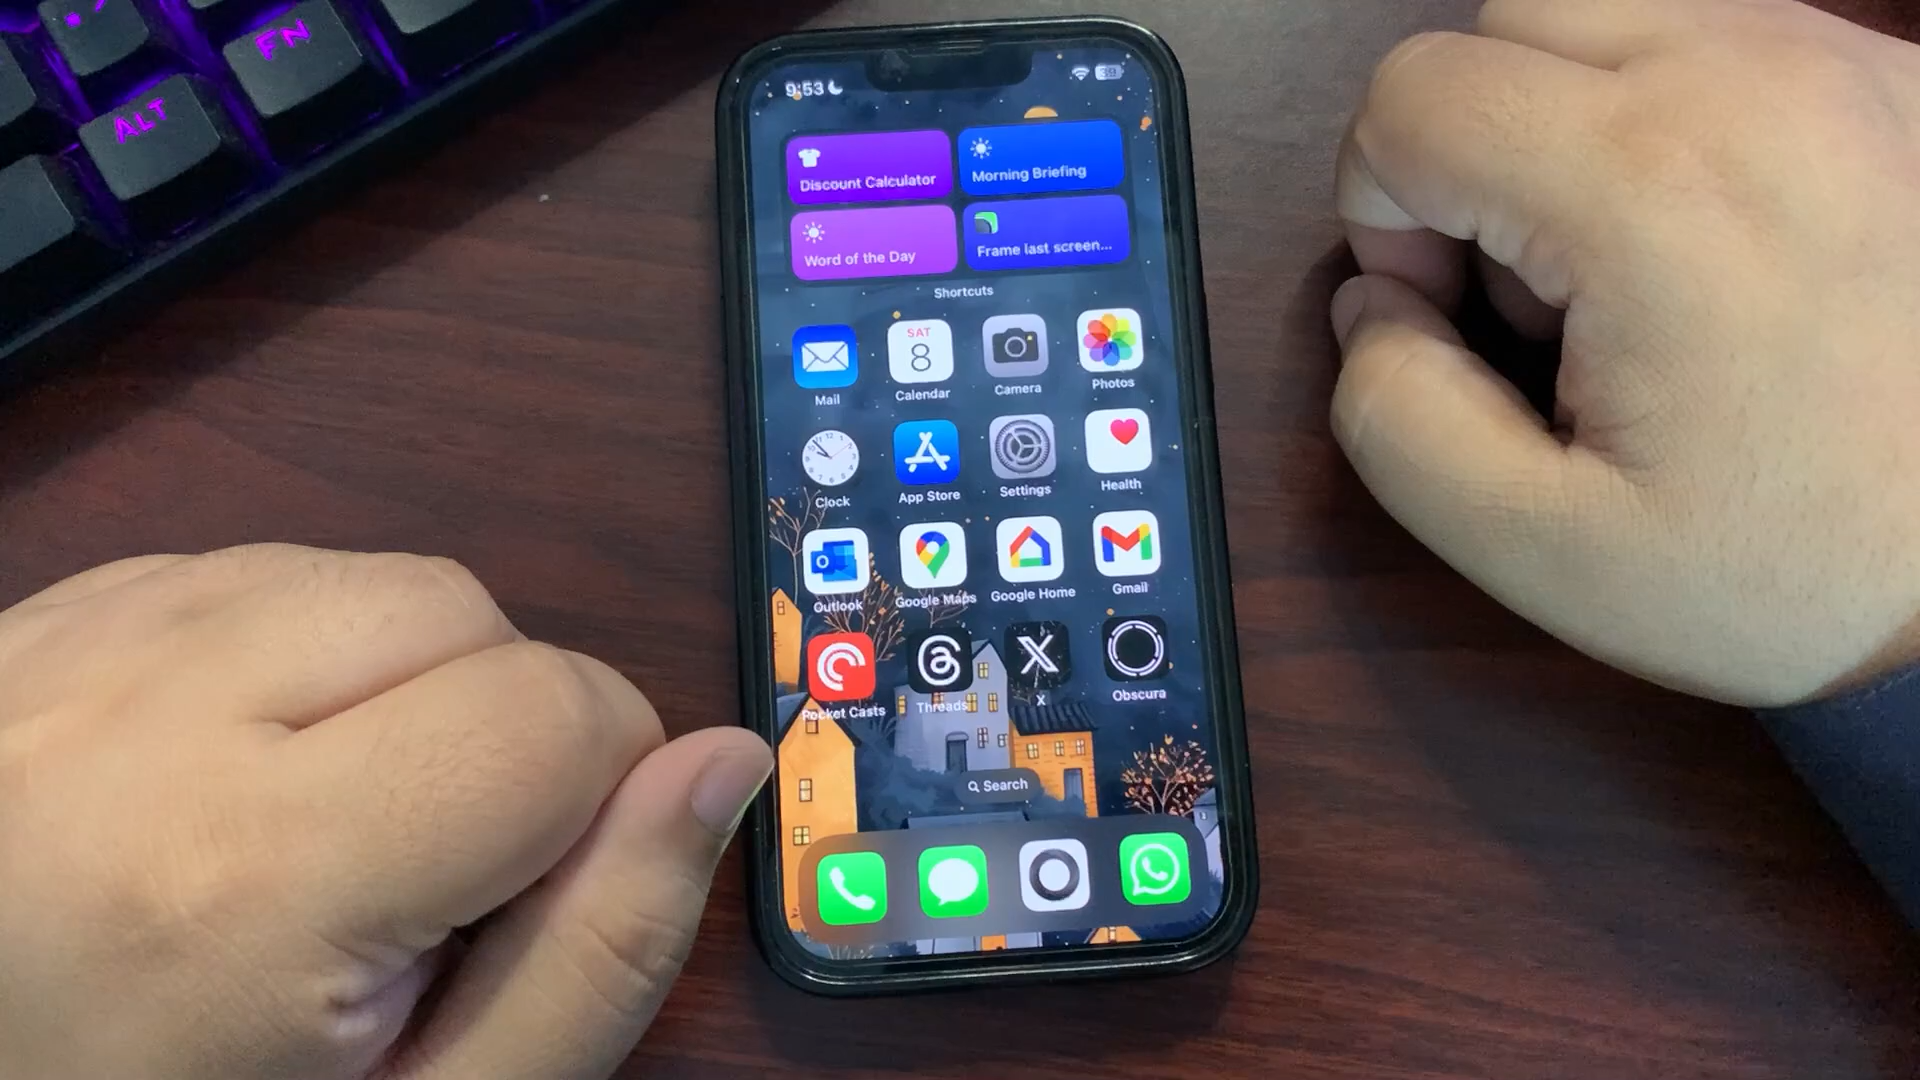 FN
ALT
9:53
39
Discount Calculator
Morning Briefing
Word of the Day
Frame last screen...
Shortcuts
SAT
8
Mail
Calendar
Camera
Photos
Clock
App Store
Settings
Health
Outlook
Google Maps
Google Home
Gmail
Pocket Casts
Threads
X
Obscura
Search